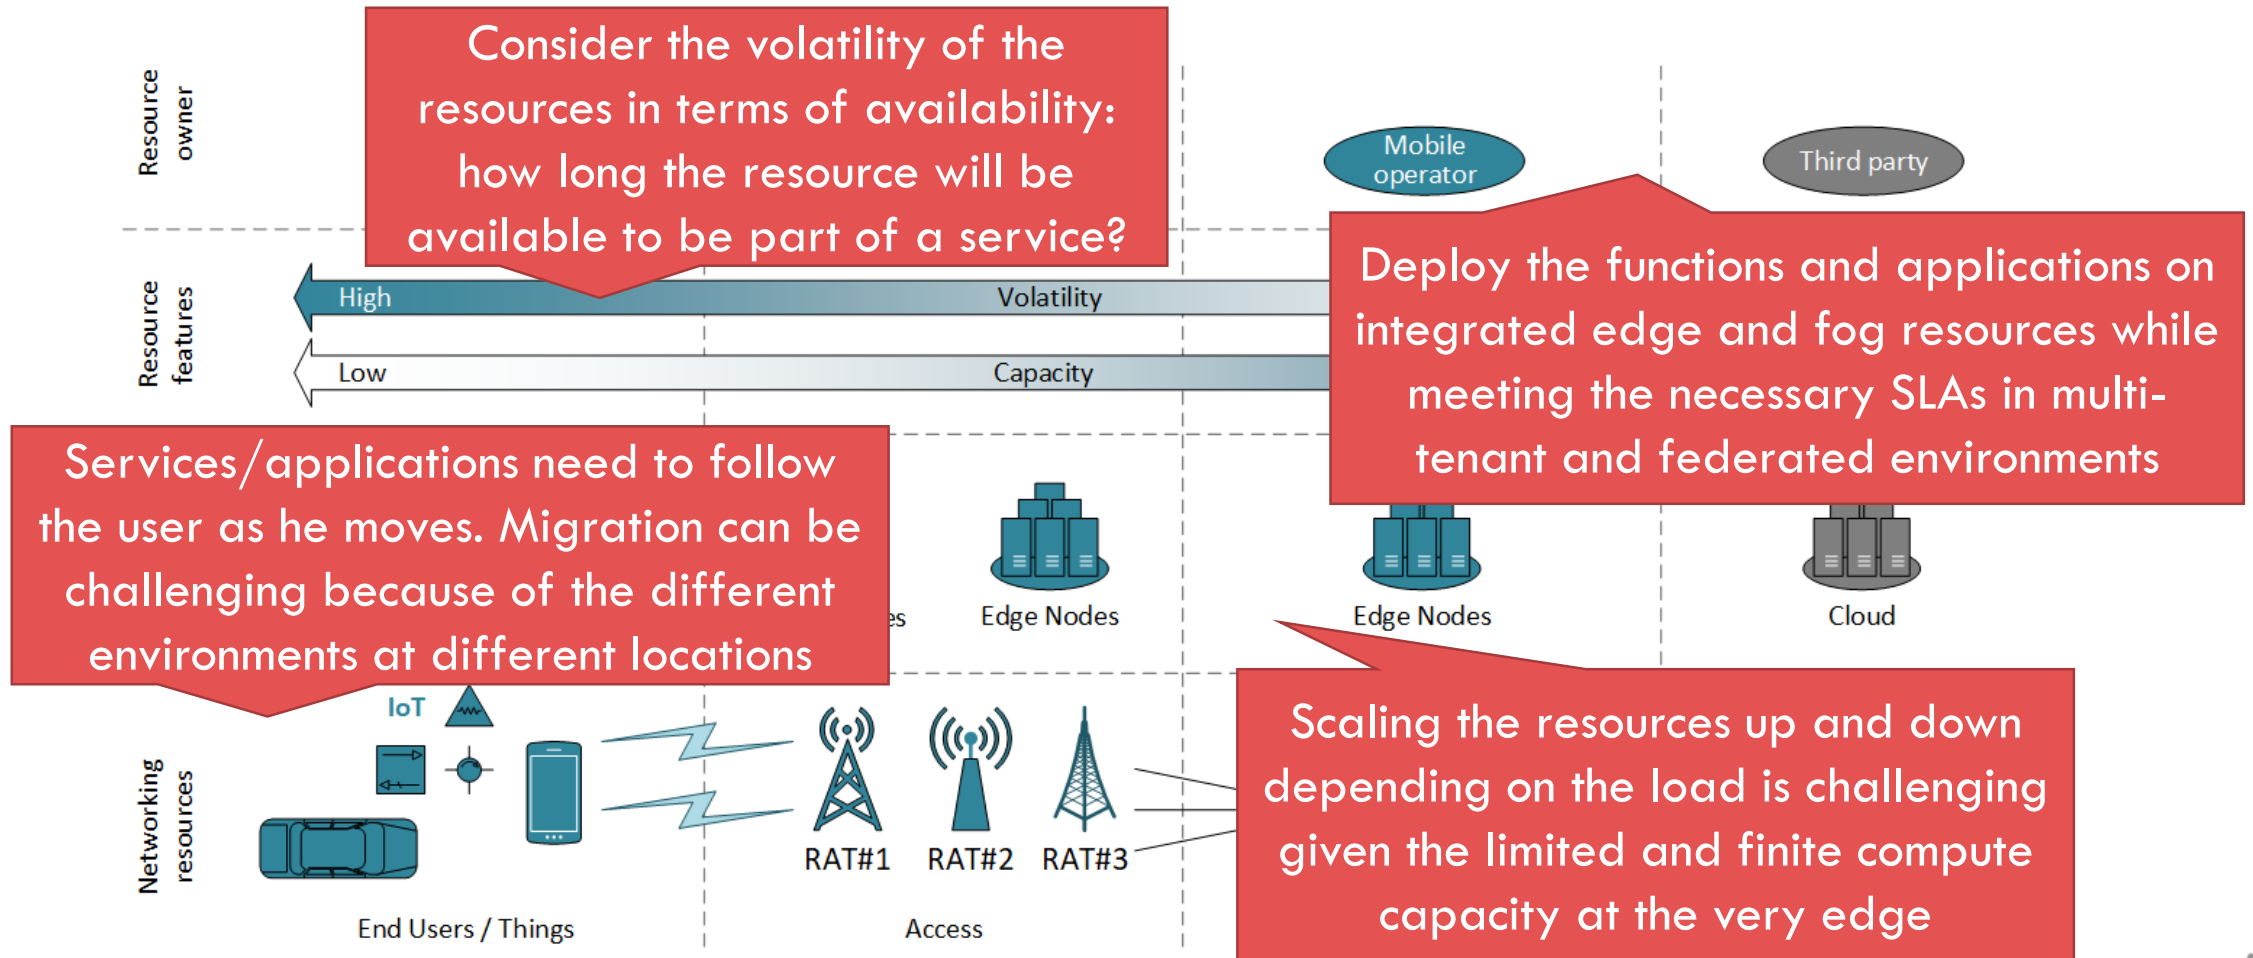 Resource
owner
Consider the volatility of the
resources in terms of availability:
how long the resource will be
available to be part of a service?
Mobile
operator
Third party
Resource
features
High
Volatility
Low
Capacity
Deploy the functions and applications on
integrated edge and fog resources while
meeting the necessary SLAs in multi-
tenant and federated environments
Services/applications need to follow
the user as he moves. Migration can be
challenging because of the different
environments at different locations
es
Edge Nodes
Edge Nodes
Cloud
Networking
resources
IoT
RAT#1
RAT#2
RAT#3
Scaling the resources up and down
depending on the load is challenging
given the limited and finite compute
capacity at the very edge
End Users / Things
Access